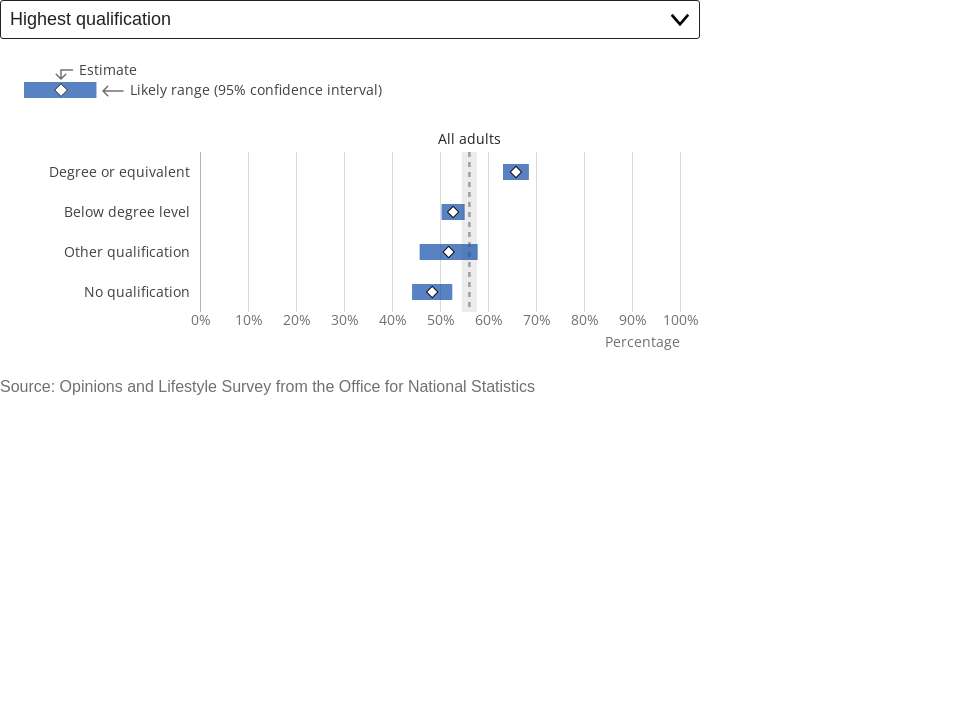 Highest qualification
Estimate
Likely range (95% confidence interval)
All adults
Degree or equivalent
Below degree level
Other qualification
No qualification
0% 10% 20% 30% 40% 50% 60% 70% 80% 90% 100%
Percentage
Source: Opinions and Lifestyle Survey from the Office for National Statistics